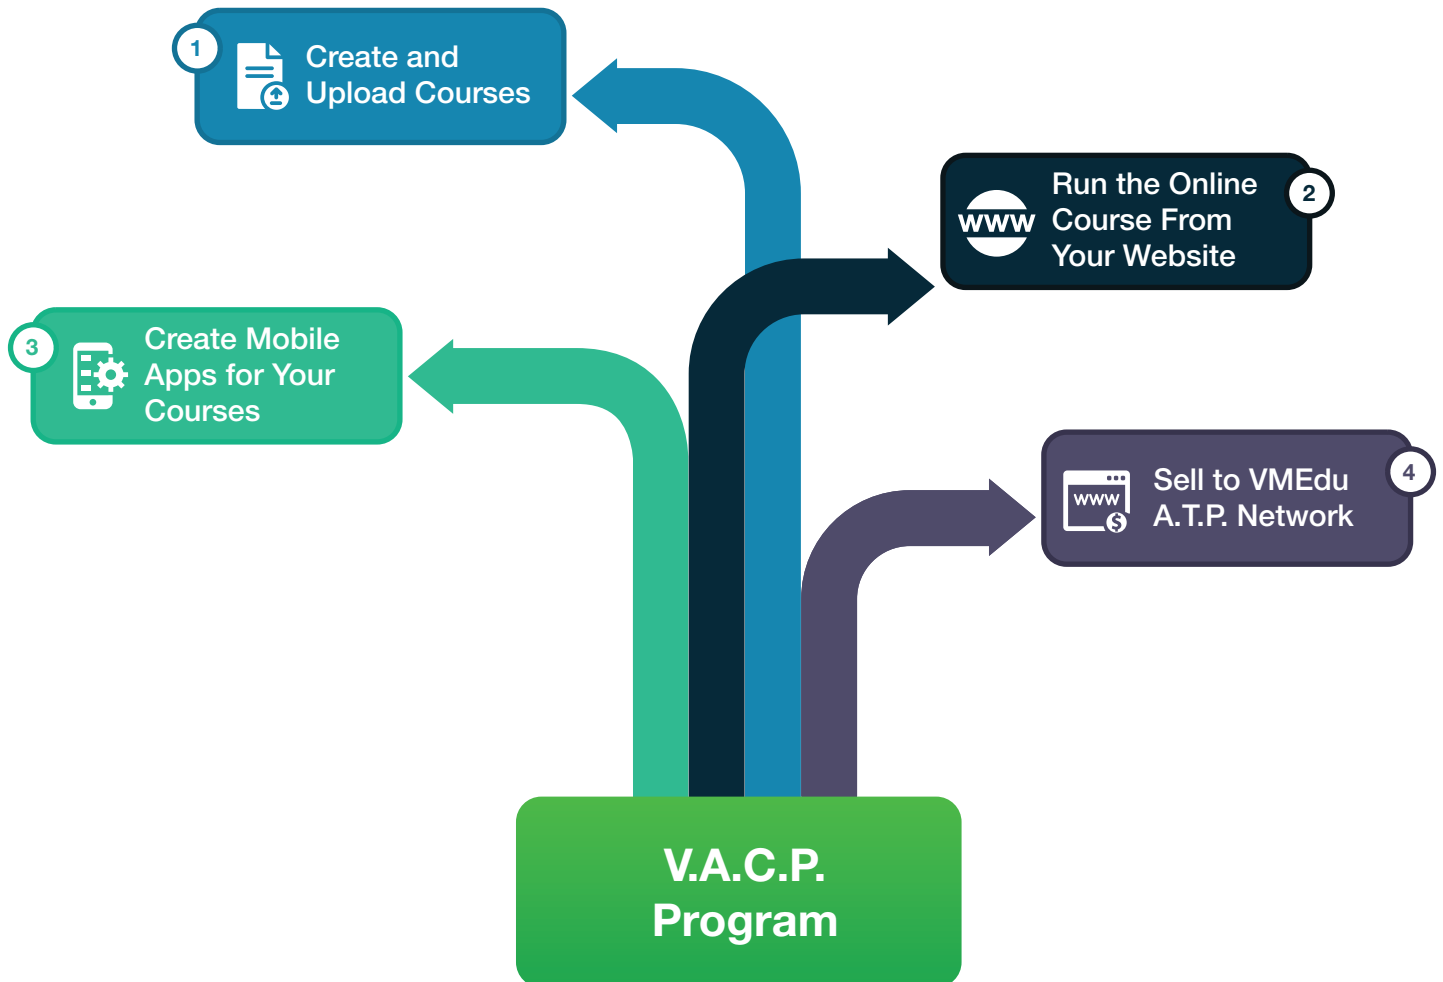 1
Create and
Upload Courses
2
www
Run the Online
Course From
Your Website
3
Create Mobile
Apps for Your
Courses
4
www
$
Sell to VMEdu
A.T.P. Network
V.A.C.P.
Program